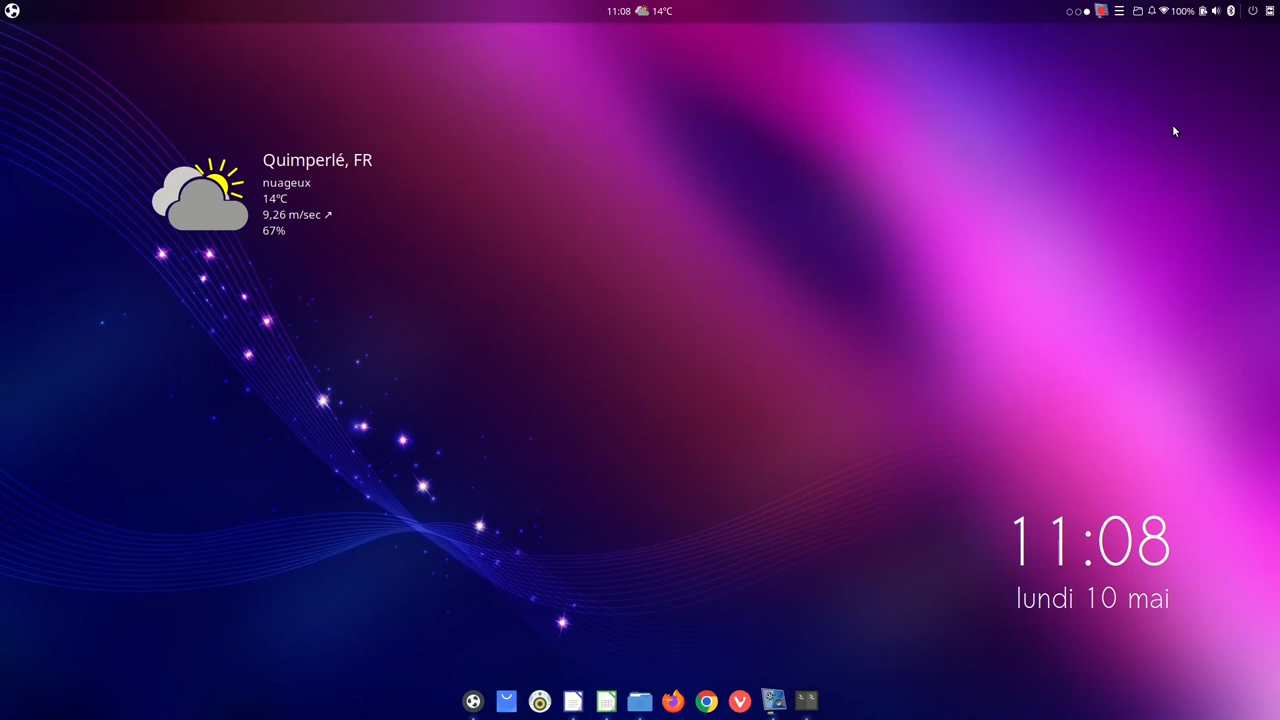 11:08 14°C
100%
Quimperlé, FR
nuageux
14°C
9,26 m/sec ↗
67%
11:08
lundi 10 mai